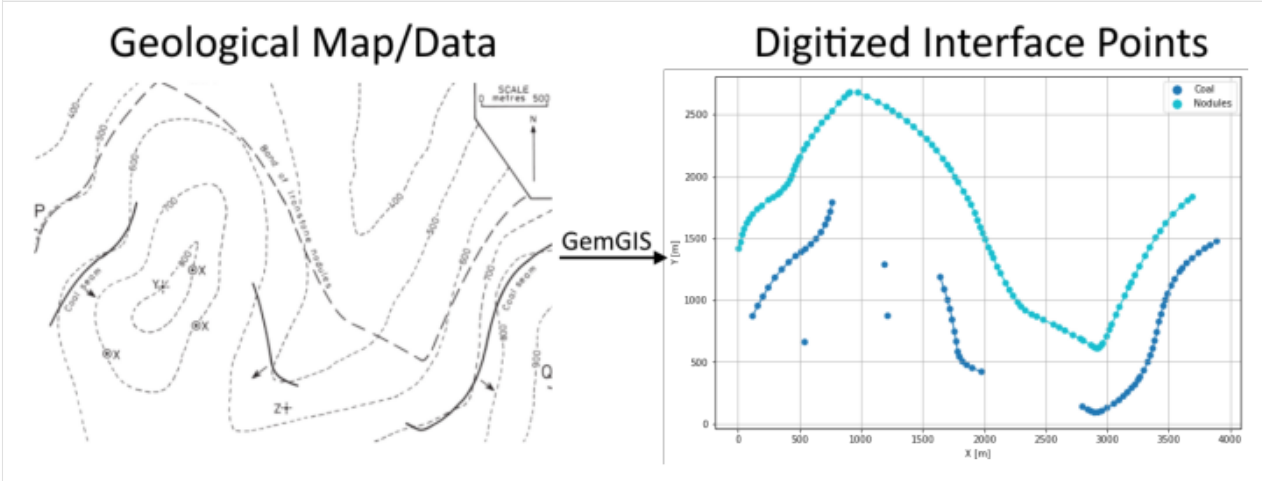 Geological Map/Data
Digitized Interface Points
SCALE
0 metres 500
N
400
500
600
700
800
Band of Ironstone nodules
400
500
600
700
800
900
P
Coal seam
Y
X
X
X
Z
Coal seam
Q
GemGIS
Coal
Nodules
2500
2000
1500
1000
500
0
Y [m]
0 500 1000 1500 2000 2500 3000 3500 4000
X [m]